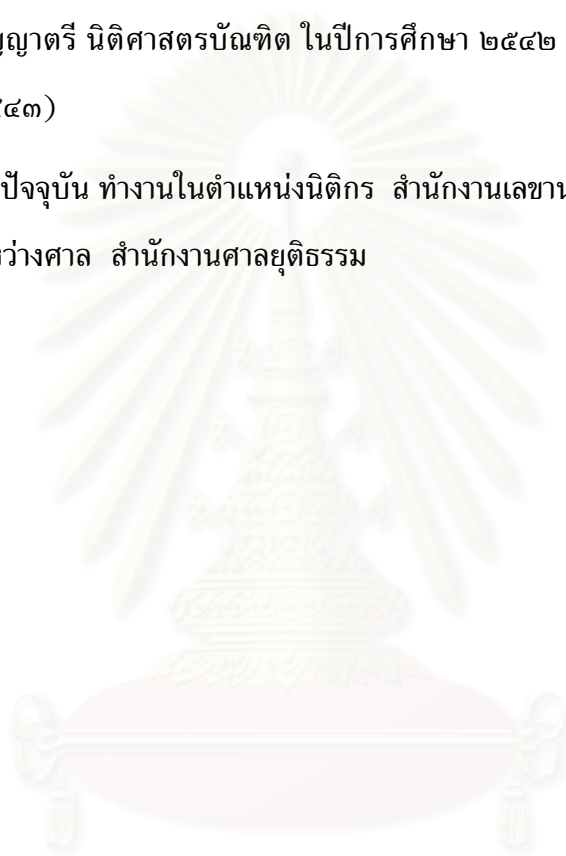 ญญาตรี นิติศาสตรบัณฑิต ในปีการศึกษา ๒๕๔๒
๔๓)
ปัจจุบัน ทำงานในตำแหน่งนิติกร สำนักงานเลขาน
หว่างศาล สำนักงานศาลยุติธรรม